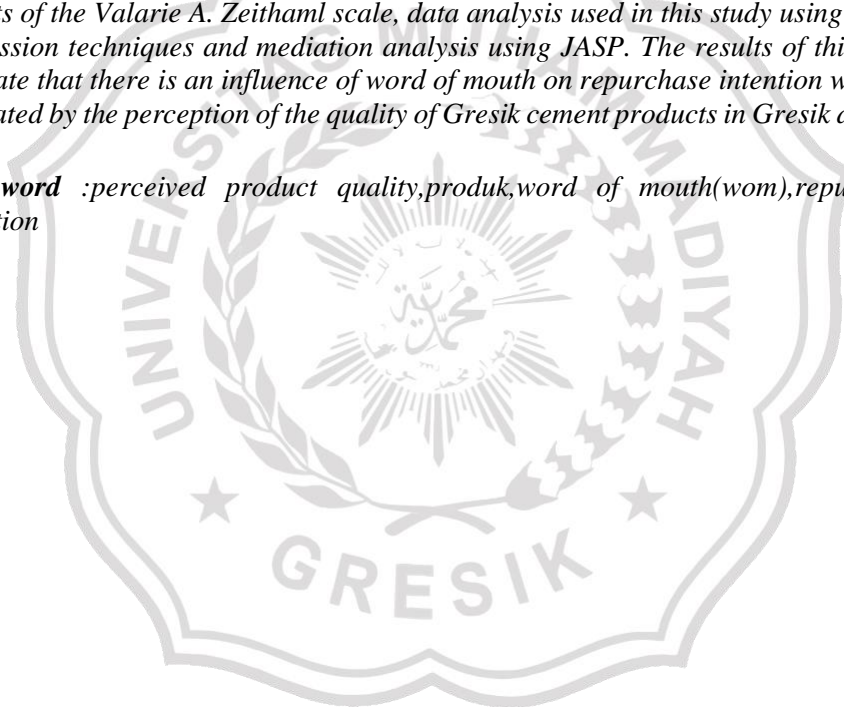 ts of the Valarie A. Zeithaml scale, data analysis used in this study using
ssion techniques and mediation analysis using JASP. The results of thi
ate that there is an influence of word of mouth on repurchase intention w
ated by the perception of the quality of Gresik cement products in Gresik
word :perceived product quality,produk,word of mouth(wom),repu
tion
UNIVERSITAS MUHAMMADIYAH
GRESIK